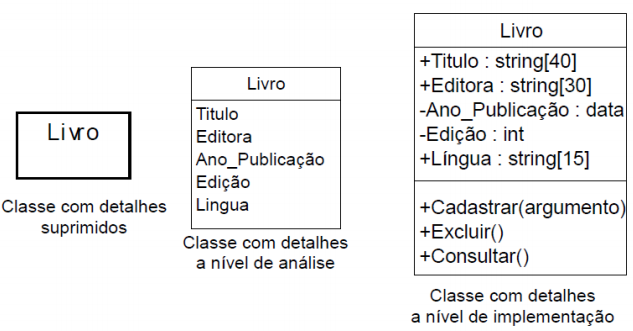 Livro
Classe com detalhes
suprimidos
Livro
Titulo
Editora
Ano_Publicação
Edição
Lingua
Classe com detalhes
a nível de análise
Livro
+Titulo : string[40]
+Editora : string[30]
-Ano_Publicação : data
-Edição : int
+Língua : string[15]
+Cadastrar(argumento)
+Excluir()
+Consultar()
Classe com detalhes
a nível de implementação